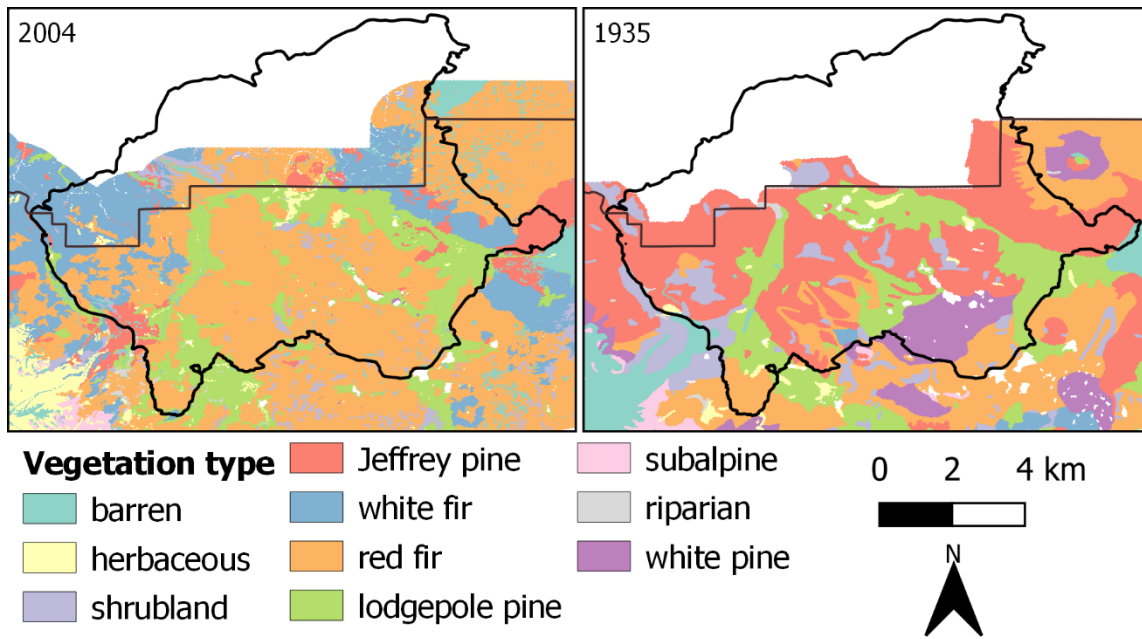 2004
1935
Vegetation type
barren
herbaceous
shrubland
Jeffrey pine
white fir
red fir
lodgepole pine
subalpine
riparian
white pine
0 2 4 km
N